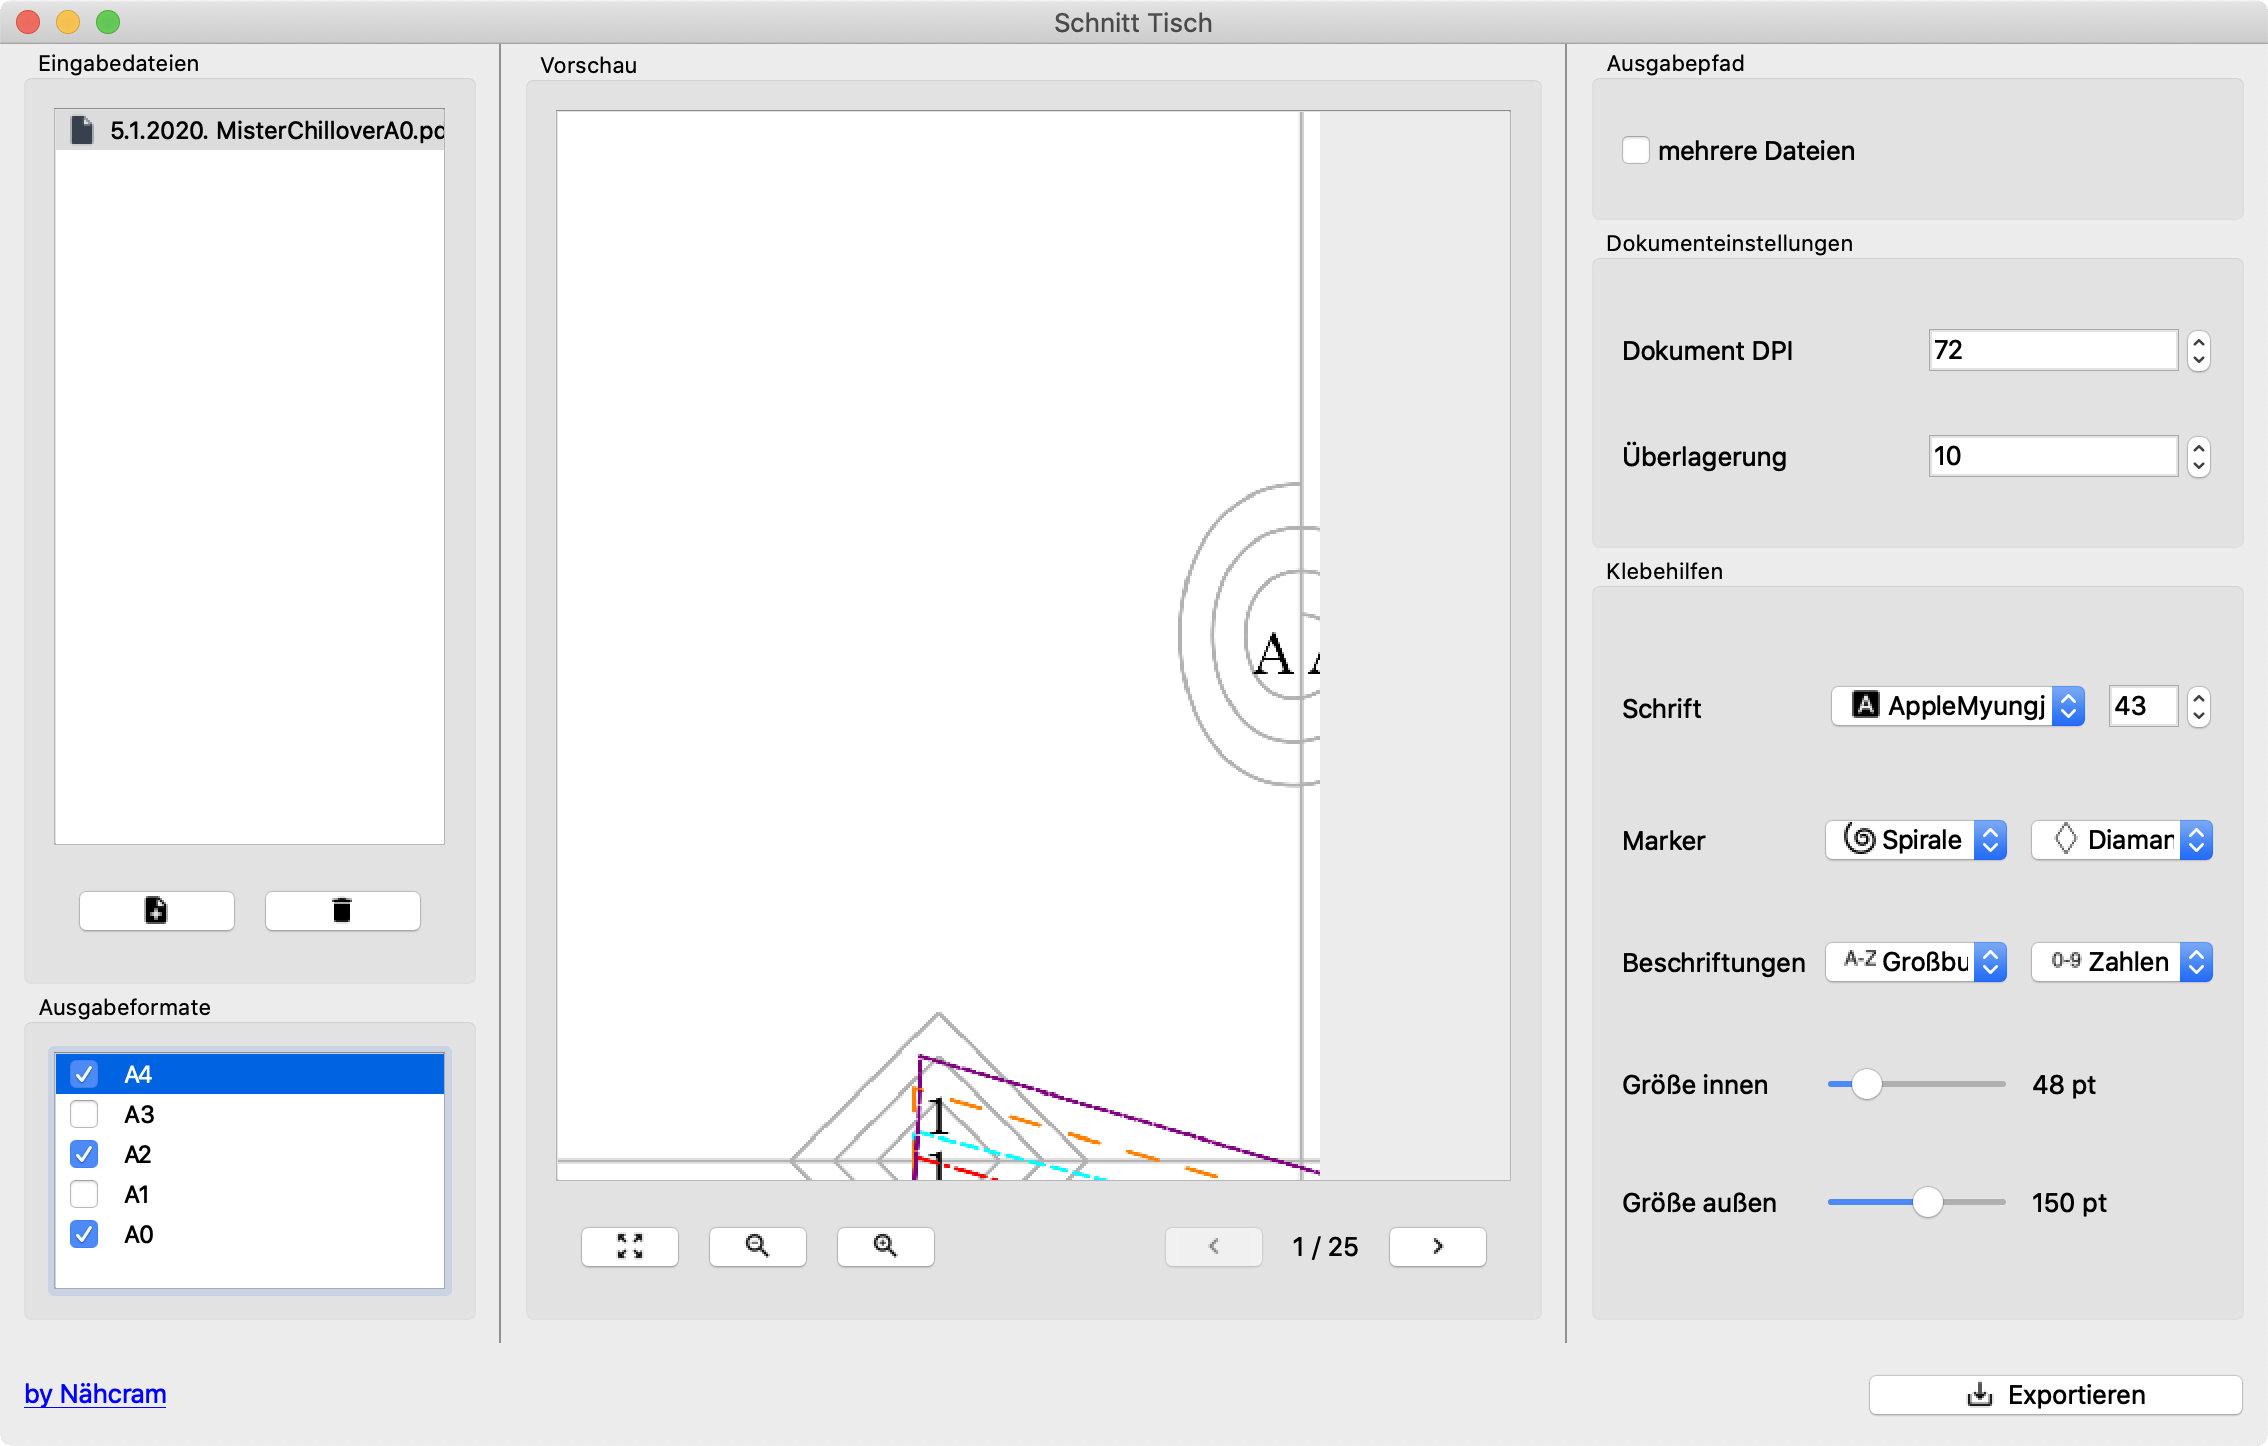 Schnitt Tisch
Eingabedateien
5.1.2020. MisterChilloverA0.pd
Ausgabeformate
A4
A3
A2
A1
A0
by Nähcram
Vorschau
A A
1
1
1 / 25
Ausgabepfad
mehrere Dateien
Dokumenteinstellungen
Dokument DPI 72
Überlagerung 10
Klebehilfen
Schrift A AppleMyungj 43
Marker Spirale Diaman
Beschriftungen A-Z Großbu 0-9 Zahlen
Größe innen 48 pt
Größe außen 150 pt
Exportieren